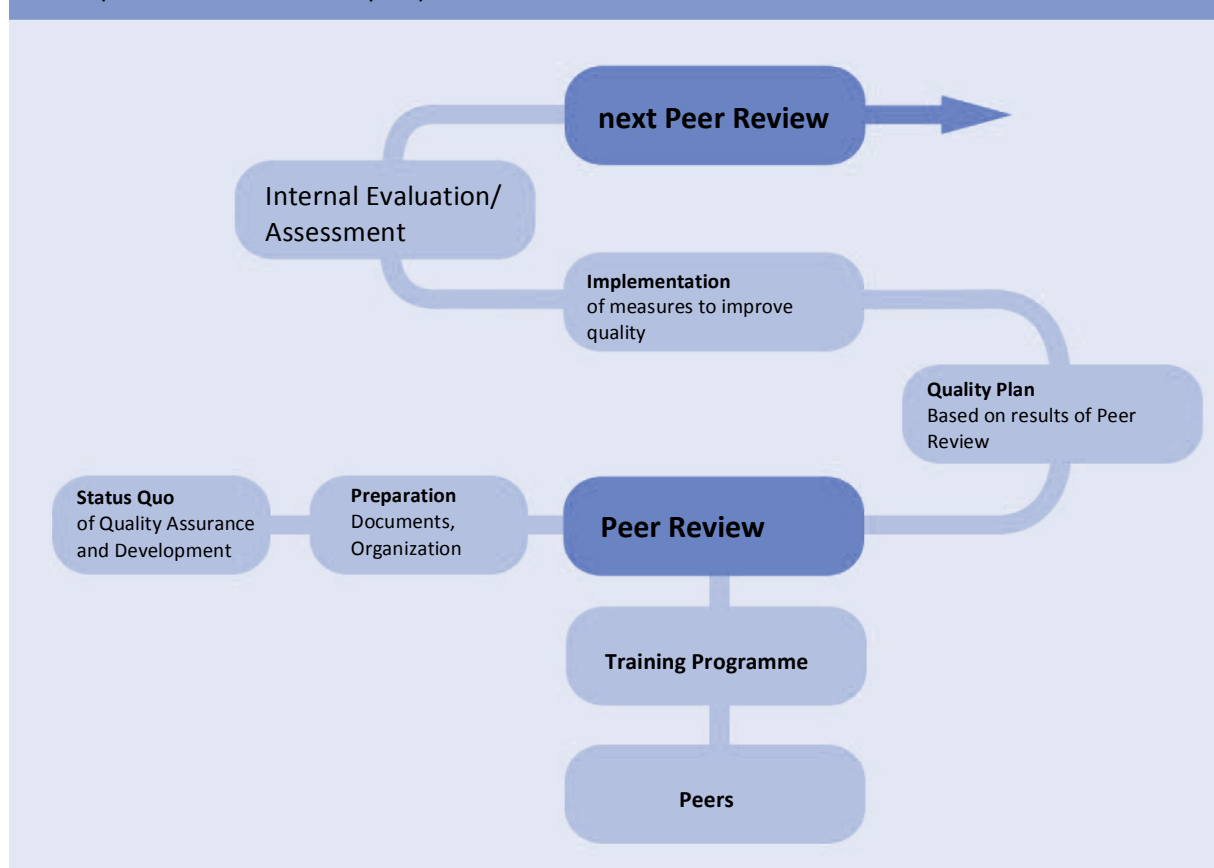 next Peer Review
Internal Evaluation/
Assessment
Implementation
of measures to improve
quality
Quality Plan
Based on results of Peer
Review
Status Quo
of Quality Assurance
and Development
Preparation
Documents,
Organization
Peer Review
Training Programme
Peers